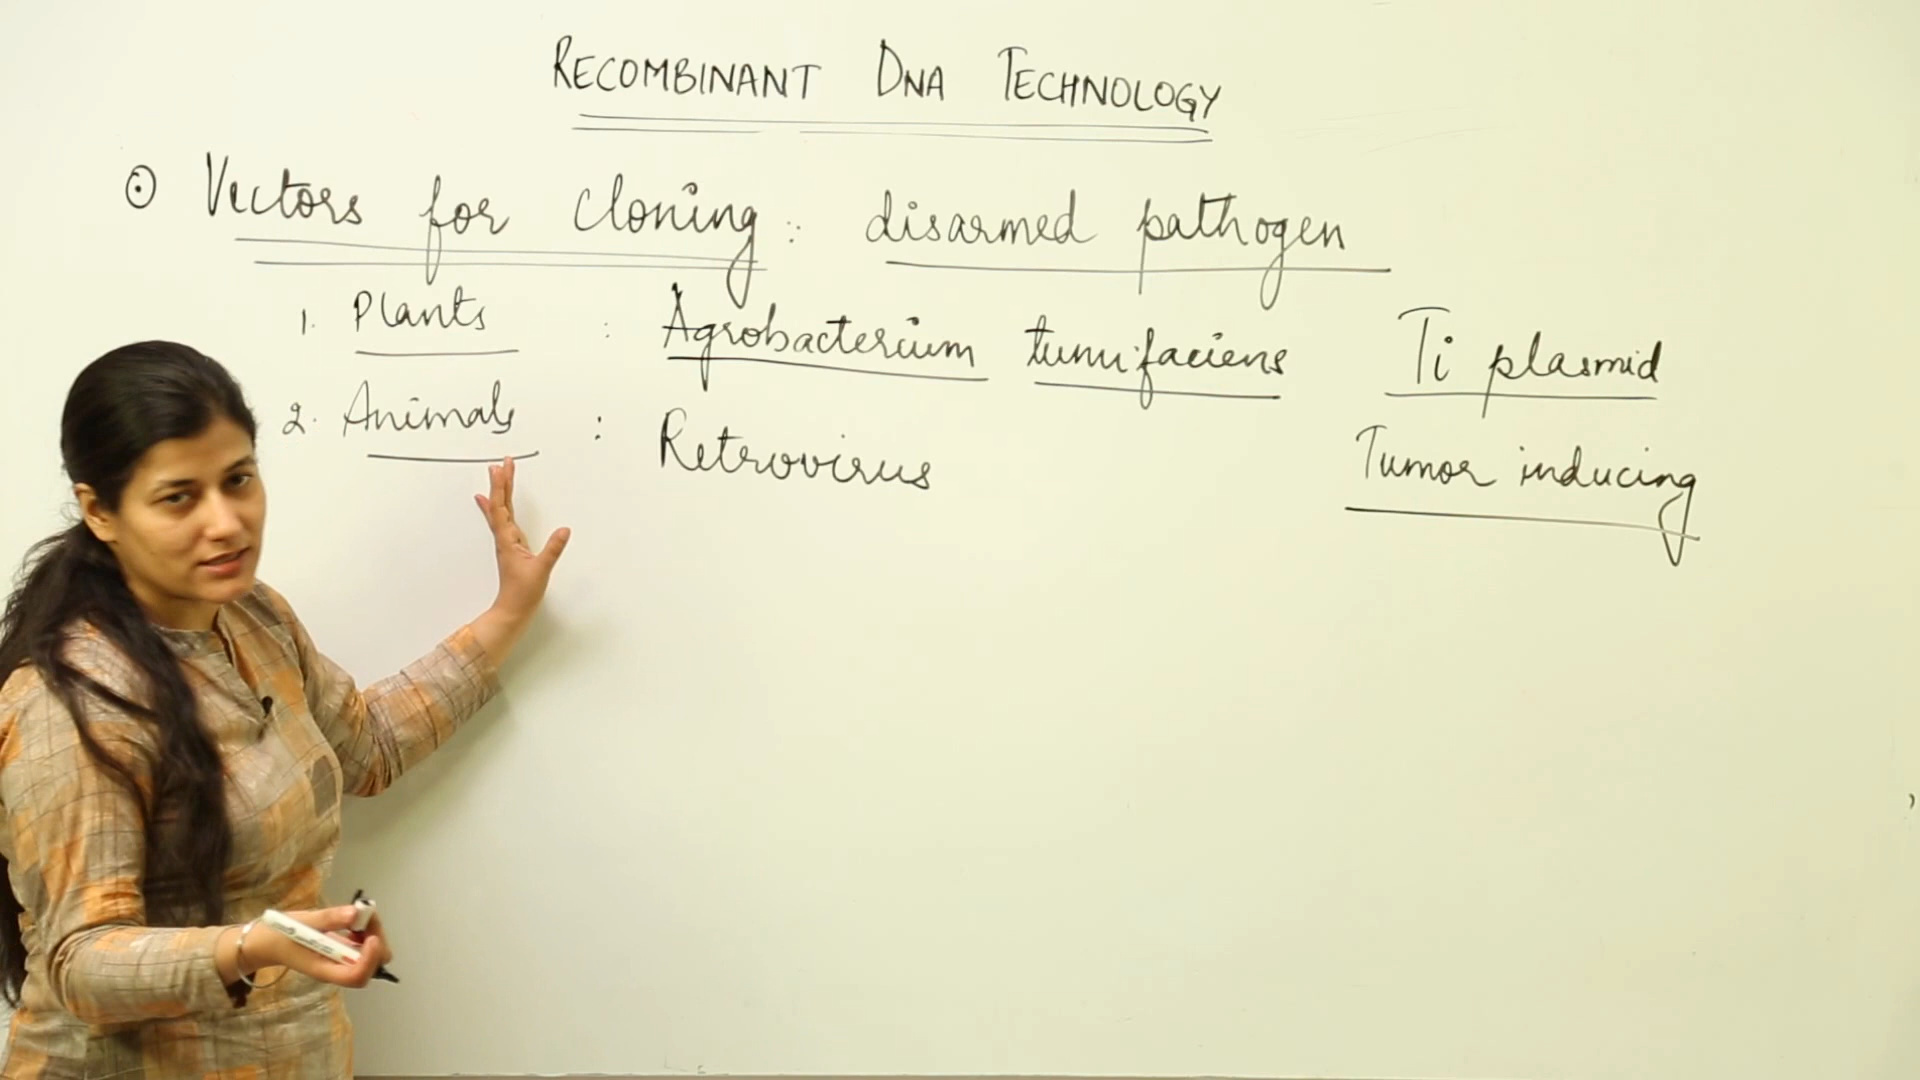 RECOMBINANT DNA TECHNOLOGY
⊙ Vectors for cloning : disarmed pathogen
1. Plants : Agrobacterium tumifaciens Ti plasmid
2. Animals : Retrovirus Tumor inducing